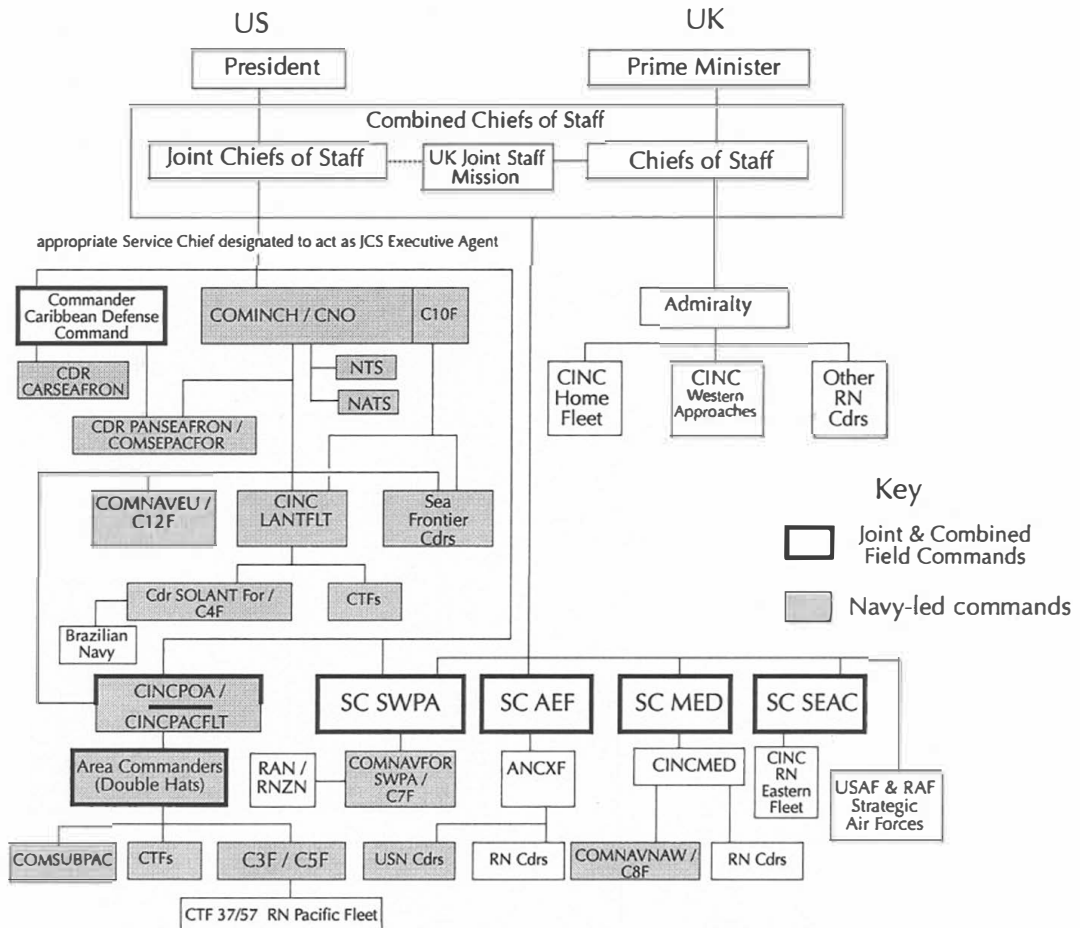 US
UK
President
Prime Minister
Combined Chiefs of Staff
Joint Chiefs of Staff
UK Joint Staff
Mission
Chiefs of Staff
appropriate Service Chief designated to act as JCS Executive Agent
Commander
Caribbean Defense
Command
COMINCH / CNO
C10F
Admiralty
CDR
CARSEAFRON
NTS
NATS
CINC
Home
Fleet
CINC
Western
Approaches
Other
RN
Cdrs
CDR PANSEAFRON /
COMSEPACFOR
COMNAVEU /
C12F
CINC
LANTFLT
Sea
Frontier
Cdrs
Key
Joint & Combined
Field Commands
Navy-led commands
Cdr SOLANT For /
C4F
CTFs
Brazilian
Navy
CINCPOA /
CINCPACFLT
SC SWPA
SC AEF
SC MED
SC SEAC
Area Commanders
(Double Hats)
RAN /
RNZN
COMNAVFOR
SWPA /
C7F
ANCXF
CINCMED
CINC
RN
Eastern
Fleet
USAF & RAF
Strategic
Air Forces
COMSUBPAC
CTFs
C3F / C5F
USN Cdrs
RN Cdrs
COMNAVNAW /
C8F
RN Cdrs
CTF 37/57 RN Pacific Fleet